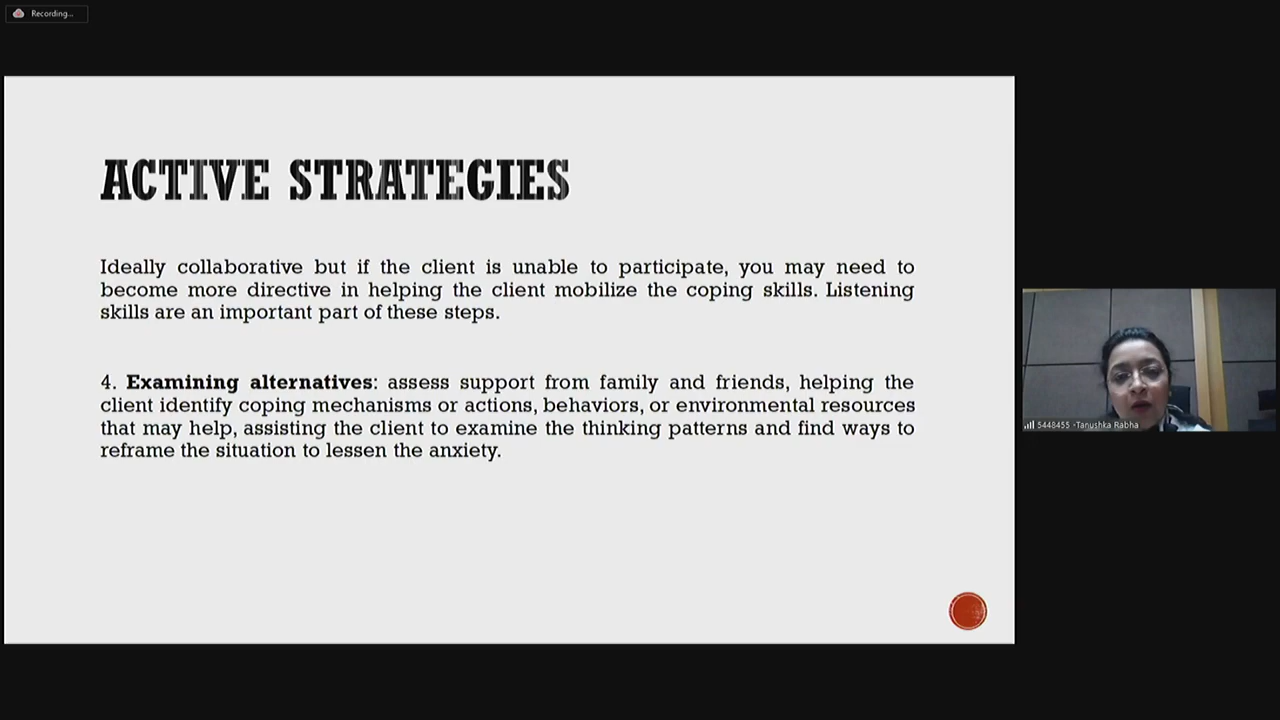 Recording...
ACTIVE STRATEGIES
Ideally collaborative but if the client is unable to participate, you may need to
become more directive in helping the client mobilize the coping skills. Listening
skills are an important part of these steps.
4. Examining alternatives: assess support from family and friends, helping the
client identify coping mechanisms or actions, behaviors, or environmental resources
that may help, assisting the client to examine the thinking patterns and find ways to
reframe the situation to lessen the anxiety.
5448455 -Tanushka Rabha